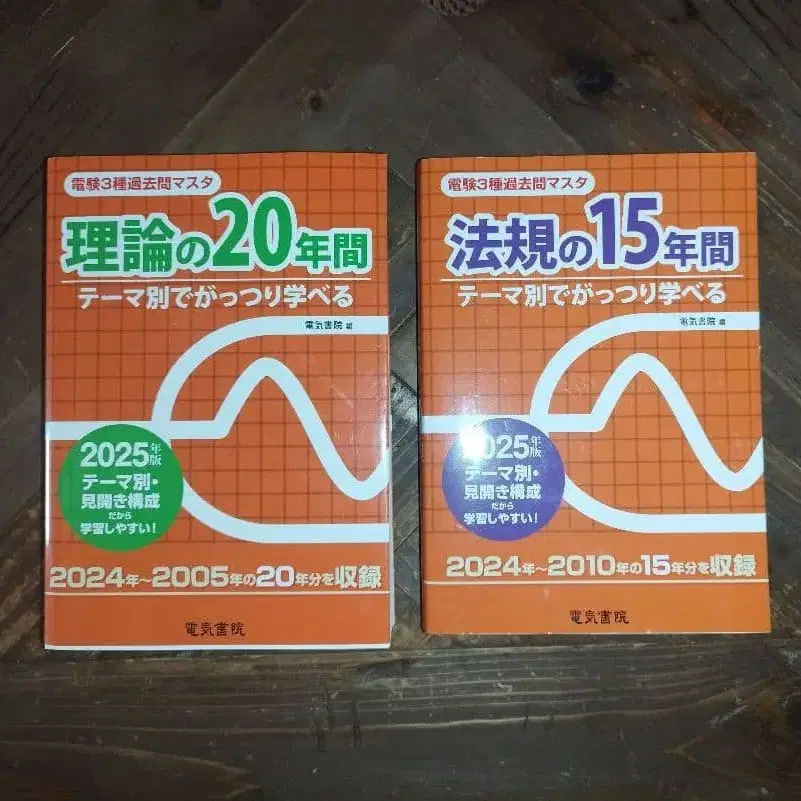 電験3種過去問マスタ
理論の20年間
テーマ別でがっつり学べる
電気書院 編
2025年版
テーマ別・
見開き構成
だから
学習しやすい!
2024年~2005年の20年分を収録
電気書院
電験3種過去問マスタ
法規の15年間
テーマ別でがっつり学べる
電気書院 編
2025年版
テーマ別・
見開き構成
だから
学習しやすい!
2024年~2010年の15年分を収録
電気書院